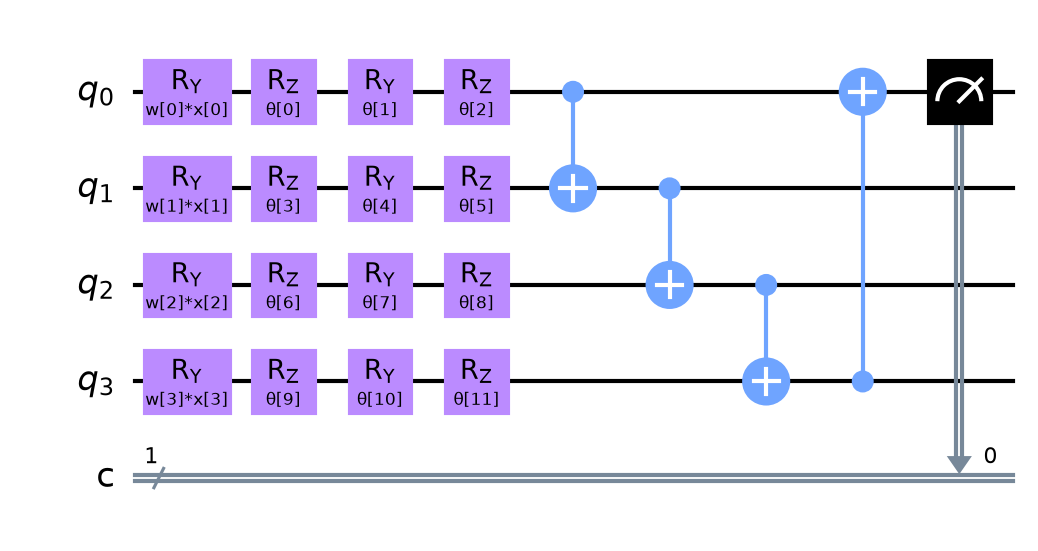 q0 RY RZ RY RZ
w[0]*x[0] θ[0] θ[1] θ[2]
q1 RY RZ RY RZ
w[1]*x[1] θ[3] θ[4] θ[5]
q2 RY RZ RY RZ
w[2]*x[2] θ[6] θ[7] θ[8]
q3 RY RZ RY RZ
w[3]*x[3] θ[9] θ[10] θ[11]
1 0
c